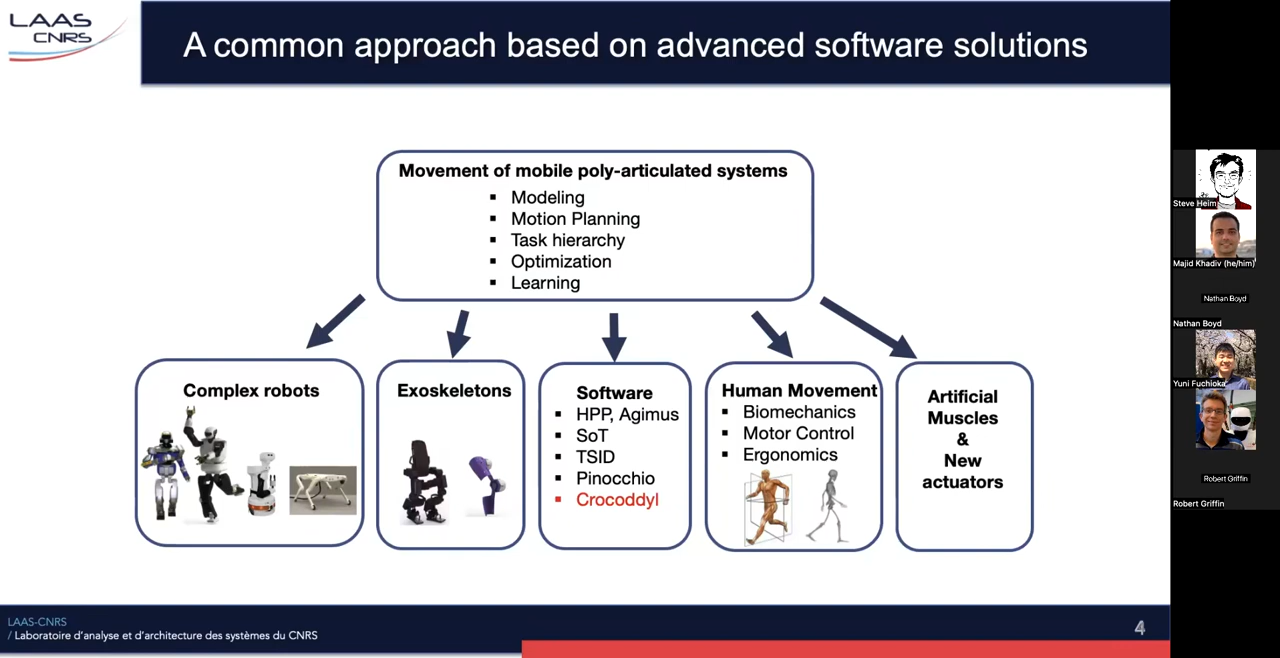 LAAS
CNRS
A common approach based on advanced software solutions
Movement of mobile poly-articulated systems
▪ Modeling
▪ Motion Planning
▪ Task hierarchy
▪ Optimization
▪ Learning
Complex robots
Exoskeletons
Software
▪ HPP, Agimus
▪ SoT
▪ TSID
▪ Pinocchio
▪ Crocoddyl
Human Movement
▪ Biomechanics
▪ Motor Control
▪ Ergonomics
Artificial
Muscles
&
New
actuators
Steve Heim
Majid Khadiv (he/him)
Nathan Boyd
Nathan Boyd
Yuni Fuchioka
Robert Griffin
Robert Griffin
LAAS-CNRS
/ Laboratoire d'analyse et d'architecture des systèmes du CNRS
4